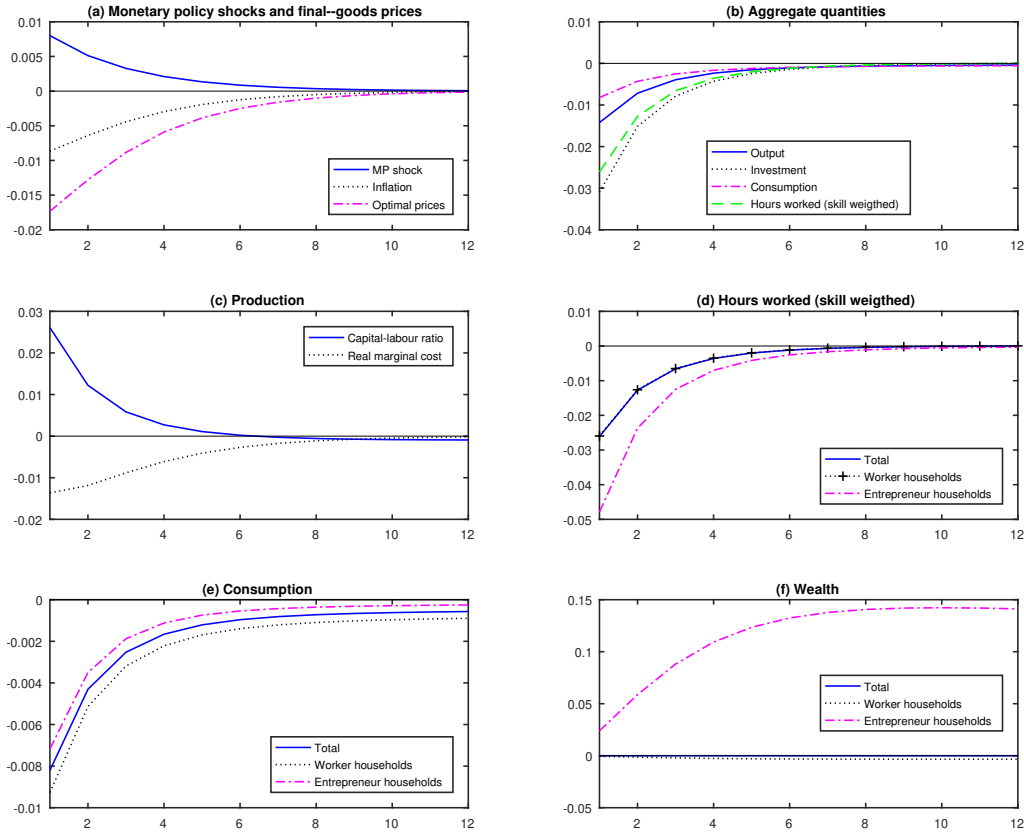 (a) Monetary policy shocks and final--goods prices
0.01
0.005
0
-0.005
-0.01
-0.015
-0.02
MP shock
Inflation
Optimal prices
2 4 6 8 10 12
(b) Aggregate quantities
0.01
0
-0.01
-0.02
-0.03
-0.04
Output
Investment
Consumption
Hours worked (skill weigthed)
2 4 6 8 10 12
(c) Production
0.03
0.02
0.01
0
-0.01
-0.02
Capital-labour ratio
Real marginal cost
2 4 6 8 10 12
(d) Hours worked (skill weigthed)
0.01
0
-0.01
-0.02
-0.03
-0.04
-0.05
Total
Worker households
Entrepreneur households
2 4 6 8 10 12
(e) Consumption
0
-0.002
-0.004
-0.006
-0.008
-0.01
Total
Worker households
Entrepreneur households
2 4 6 8 10 12
(f) Wealth
0.15
0.1
0.05
0
-0.05
Total
Worker households
Entrepreneur households
2 4 6 8 10 12